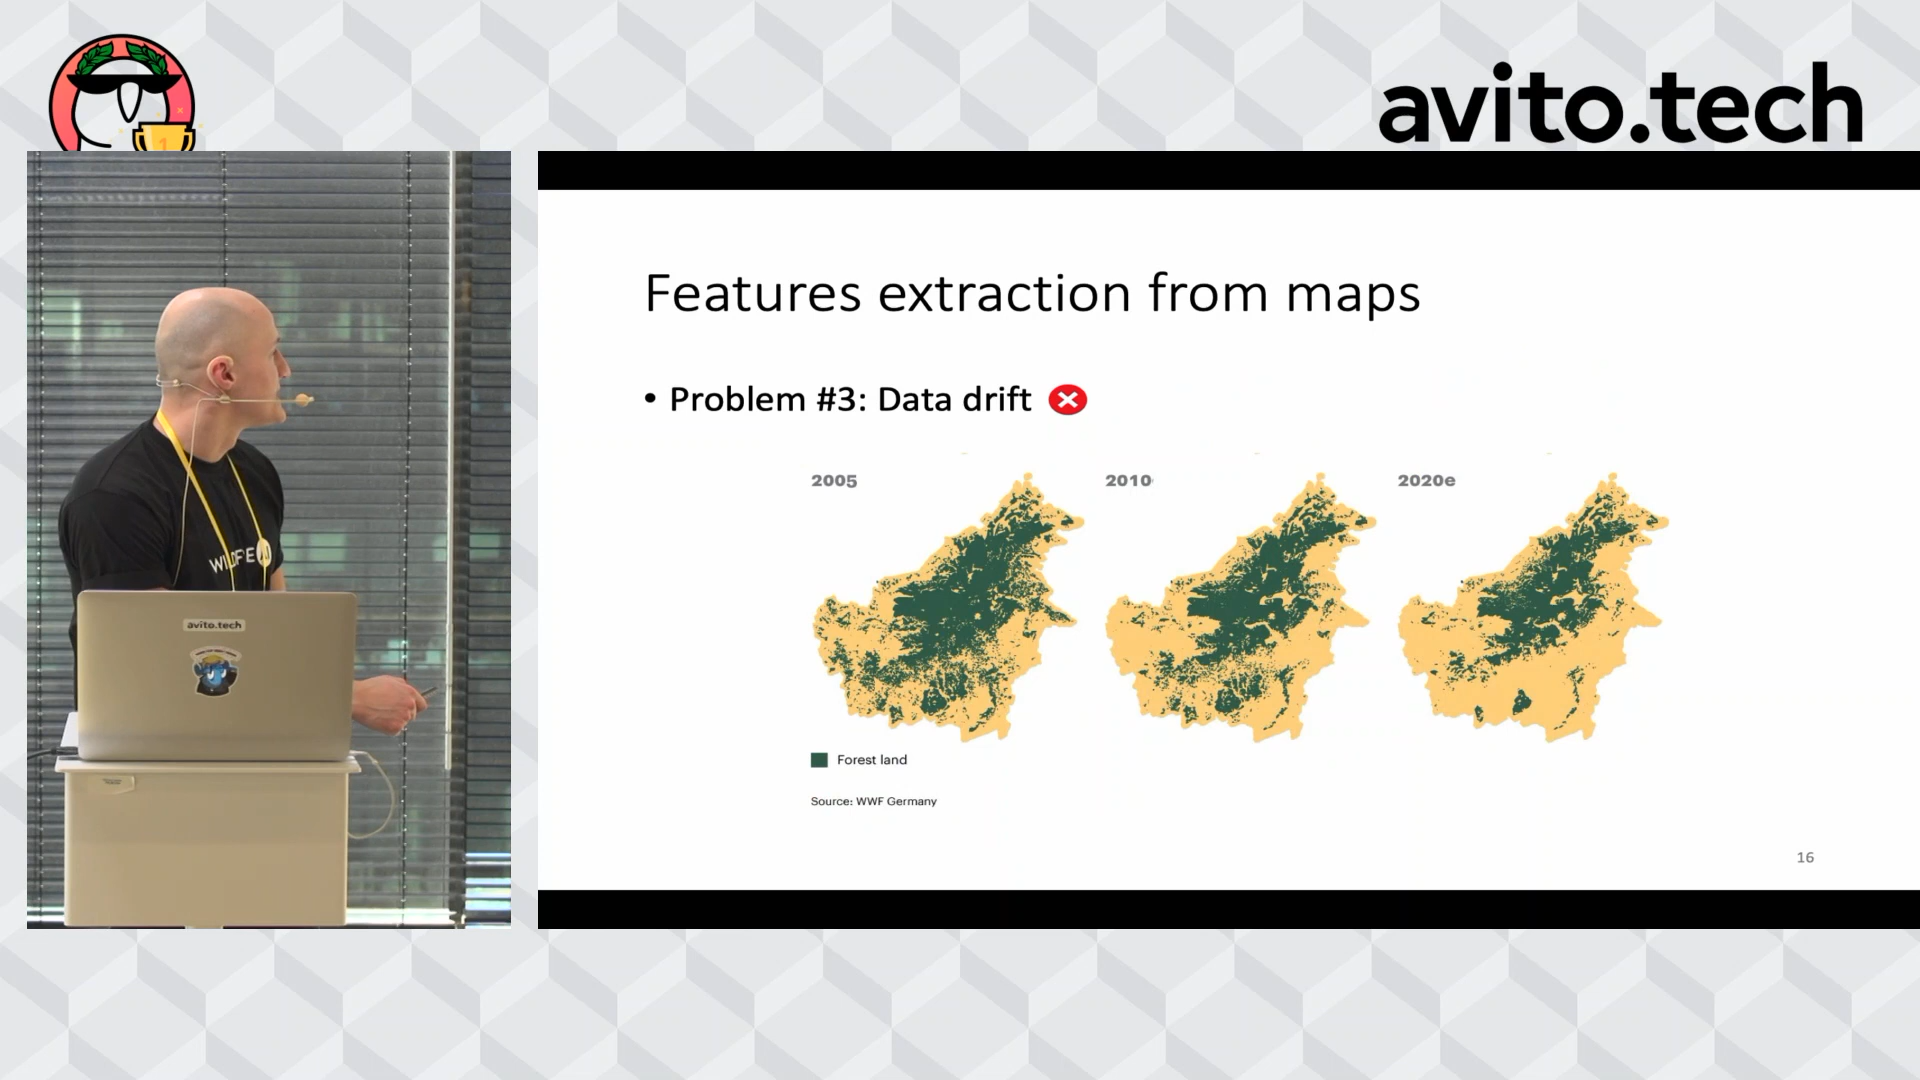 avito.tech
Features extraction from maps
• Problem #3: Data drift
2005
2010
2020e
Forest land
Source: WWF Germany
16
avito.tech
1